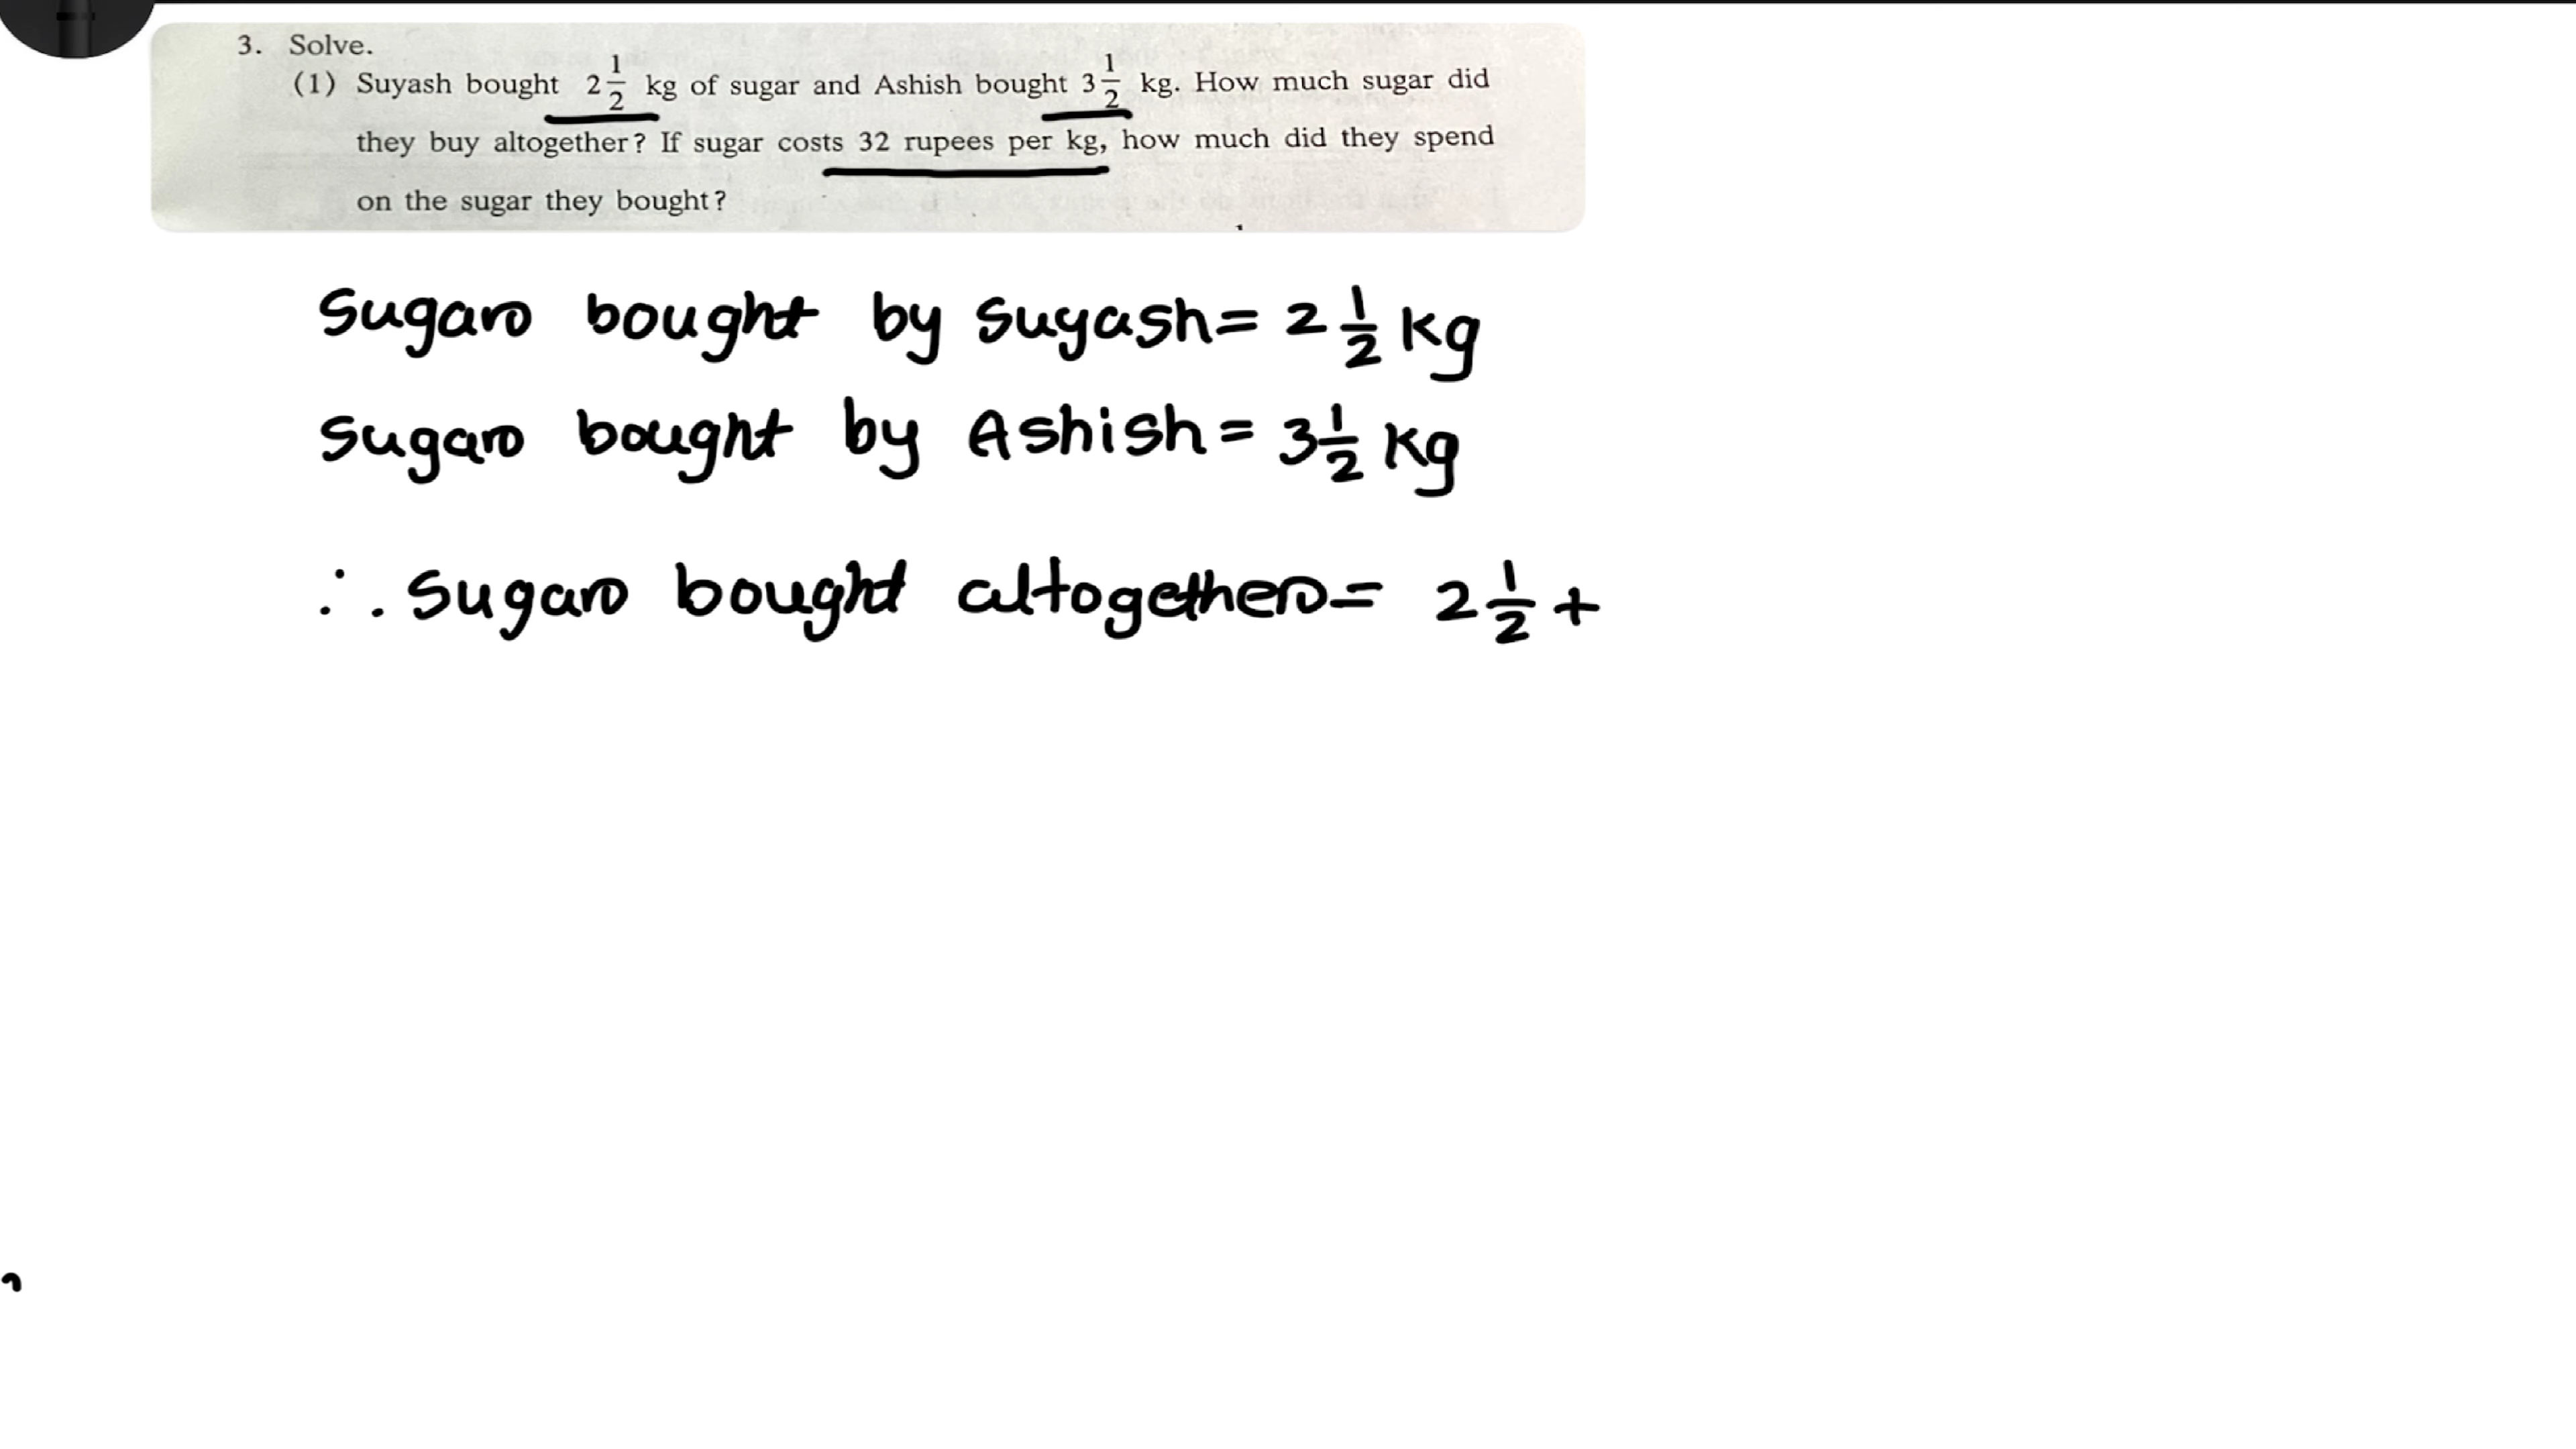 3. Solve.
(1) Suyash bought 2 1/2 kg of sugar and Ashish bought 3 1/2 kg. How much sugar did
they buy altogether? If sugar costs 32 rupees per kg, how much did they spend
on the sugar they bought?
Sugar bought by Suyash = 2 1/2 kg
Sugar bought by Ashish = 3 1/2 kg
∴ Sugar bought altogether = 2 1/2 +